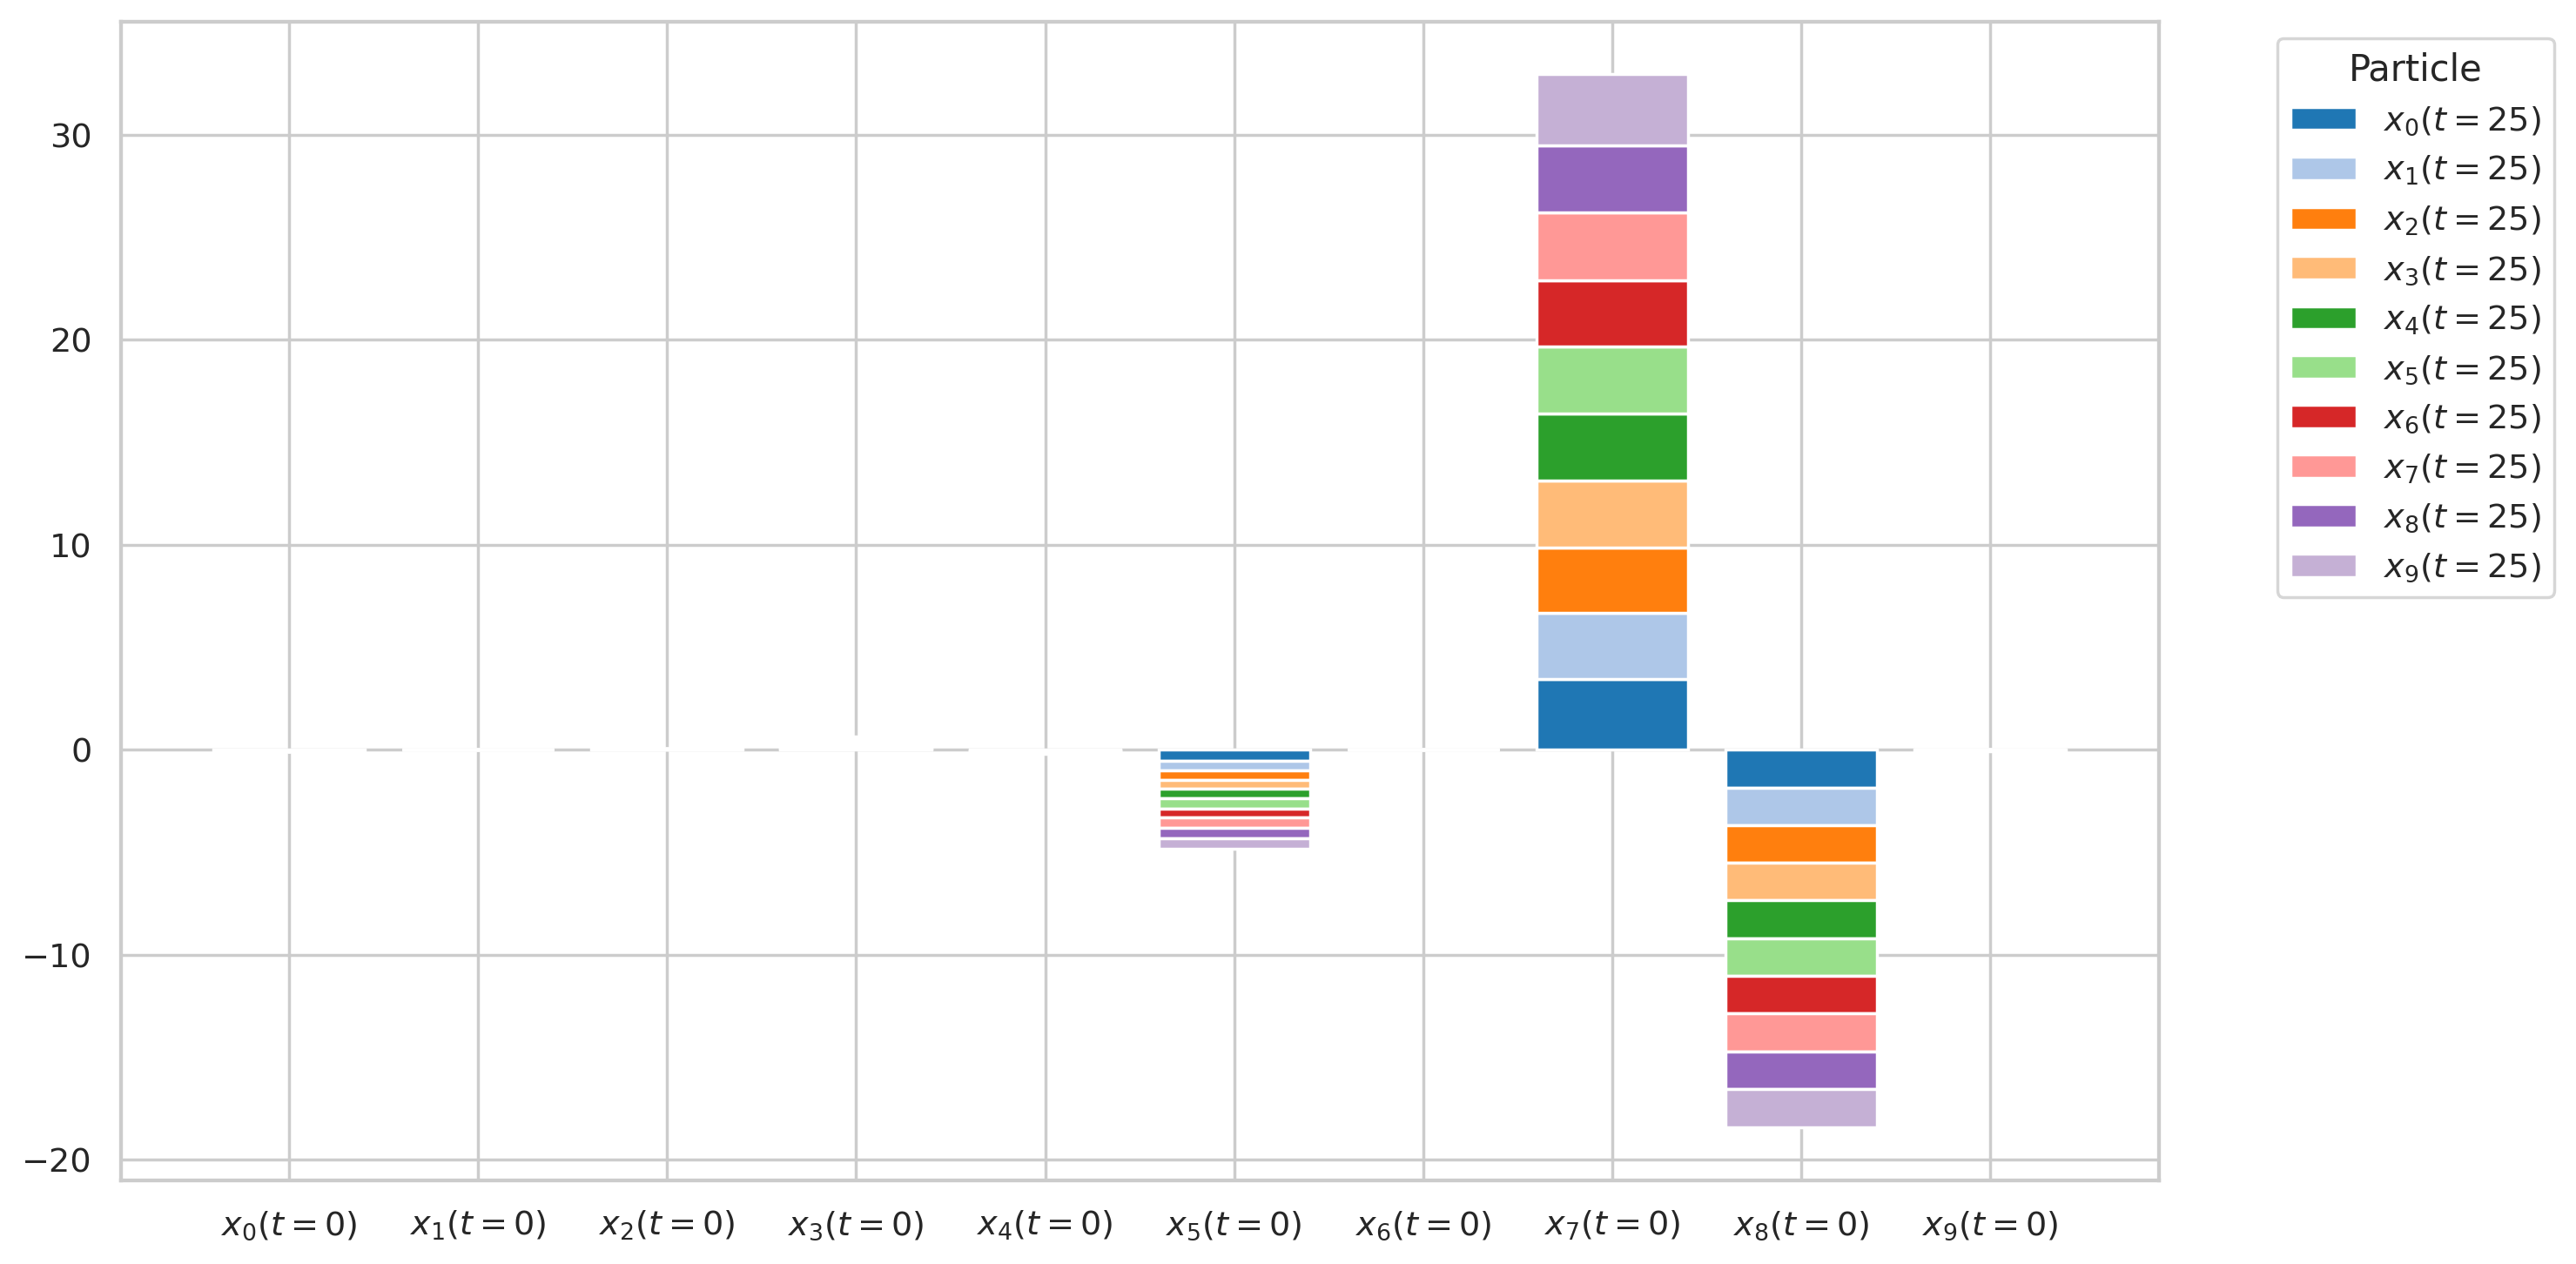 30
20
10
0
−10
−20
x₀(t = 0) x₁(t = 0) x₂(t = 0) x₃(t = 0) x₄(t = 0) x₅(t = 0) x₆(t = 0) x₇(t = 0) x₈(t = 0) x₉(t = 0)
Particle
x₀(t = 25)
x₁(t = 25)
x₂(t = 25)
x₃(t = 25)
x₄(t = 25)
x₅(t = 25)
x₆(t = 25)
x₇(t = 25)
x₈(t = 25)
x₉(t = 25)